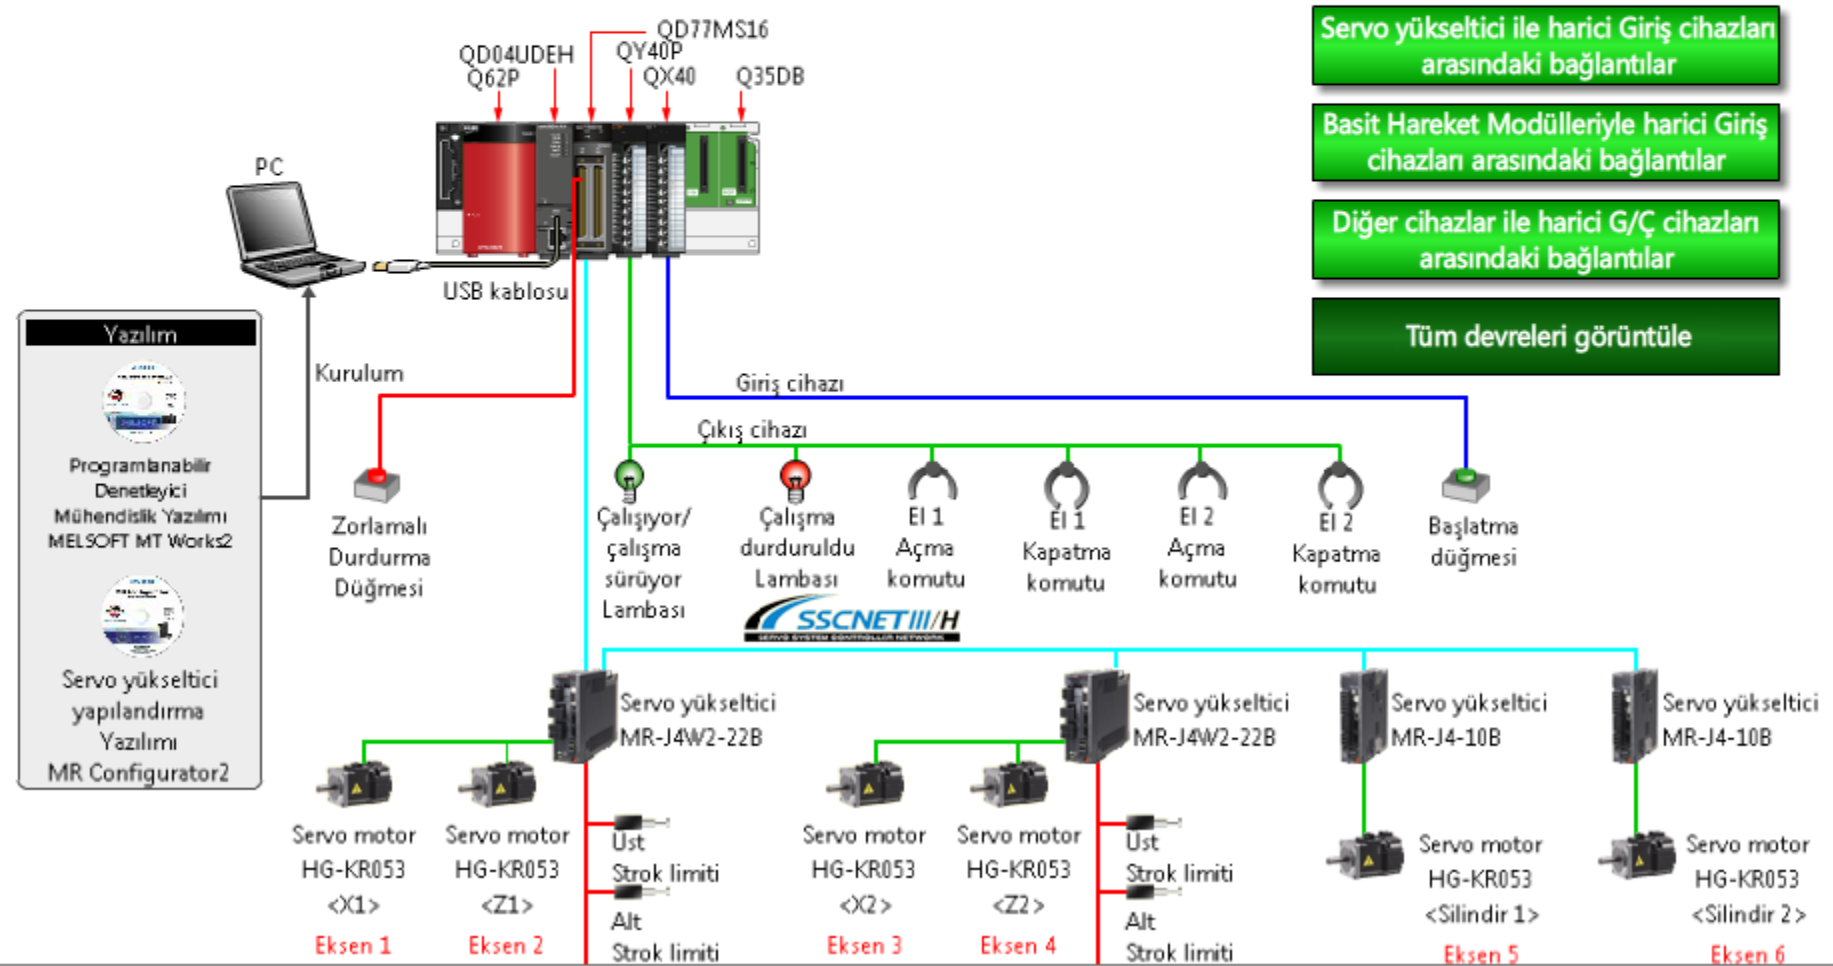 QD77MS16
QD04UDEH
QY40P
Q62P
QX40
Q35DB
PC
USB kablosu
Servo yükseltici ile harici Giriş cihazları
arasındaki bağlantılar
Basit Hareket Modülleriyle harici Giriş
cihazları arasındaki bağlantılar
Diğer cihazlar ile harici G/Ç cihazları
arasındaki bağlantılar
Tüm devreleri görüntüle
Yazılım
Programlanabilir
Denetleyici
Mühendislik Yazılımı
MELSOFT MT Works2
Servo yükseltici
yapılandırma
Yazılımı
MR Configurator2
Kurulum
Giriş cihazı
Çıkış cihazı
Zorlamalı
Durdurma
Düğmesi
Çalışıyor/
çalışma
sürüyor
Lambası
Çalışma
durduruldu
Lambası
El 1
Açma
komutu
El 1
Kapatma
komutu
El 2
Açma
komutu
El 2
Kapatma
komutu
Başlatma
düğmesi
SSCNETIII/H
SERVO SYSTEM CONTROLLER NETWORK
Servo yükseltici
MR-J4W2-22B
Servo yükseltici
MR-J4W2-22B
Servo yükseltici
MR-J4-10B
Servo yükseltici
MR-J4-10B
Servo motor
HG-KR053
<X1>
Eksen 1
Servo motor
HG-KR053
<Z1>
Eksen 2
Üst
Strok limiti
Alt
Strok limiti
Servo motor
HG-KR053
<X2>
Eksen 3
Servo motor
HG-KR053
<Z2>
Eksen 4
Üst
Strok limiti
Alt
Strok limiti
Servo motor
HG-KR053
<Silindir 1>
Eksen 5
Servo motor
HG-KR053
<Silindir 2>
Eksen 6